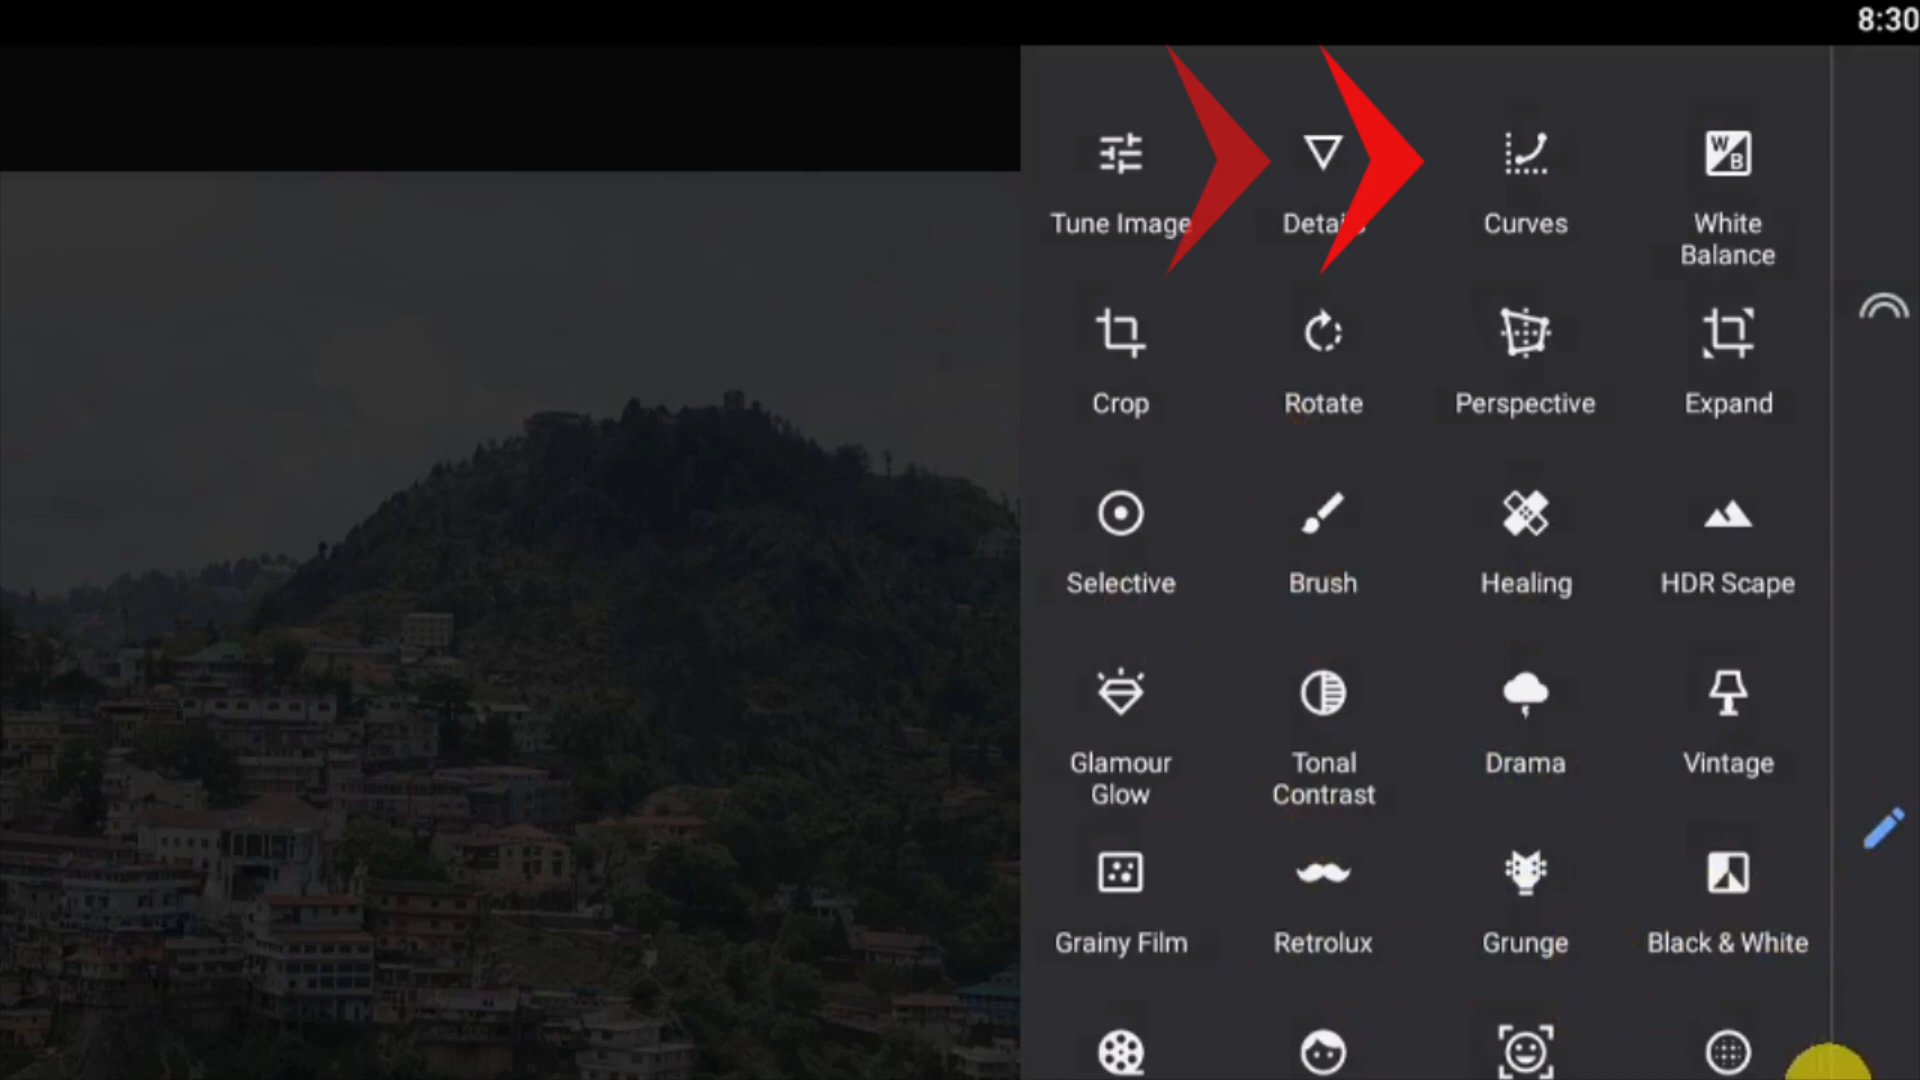 8:30
Tune Image
Details
Curves
White
Balance
Crop
Rotate
Perspective
Expand
Selective
Brush
Healing
HDR Scape
Glamour
Glow
Tonal
Contrast
Drama
Vintage
Grainy Film
Retrolux
Grunge
Black & White
W
B